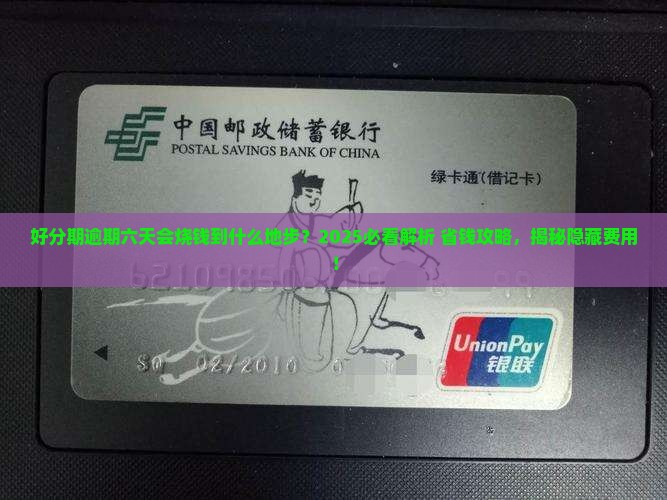 中国邮政储蓄银行
POSTAL SAVINGS BANK OF CHINA
绿卡通(借记卡)
好分期逾期六天会烧钱到什么地步？2025必看解析 省钱攻略，揭秘隐藏费用
！
UnionPay
银联
02/2010